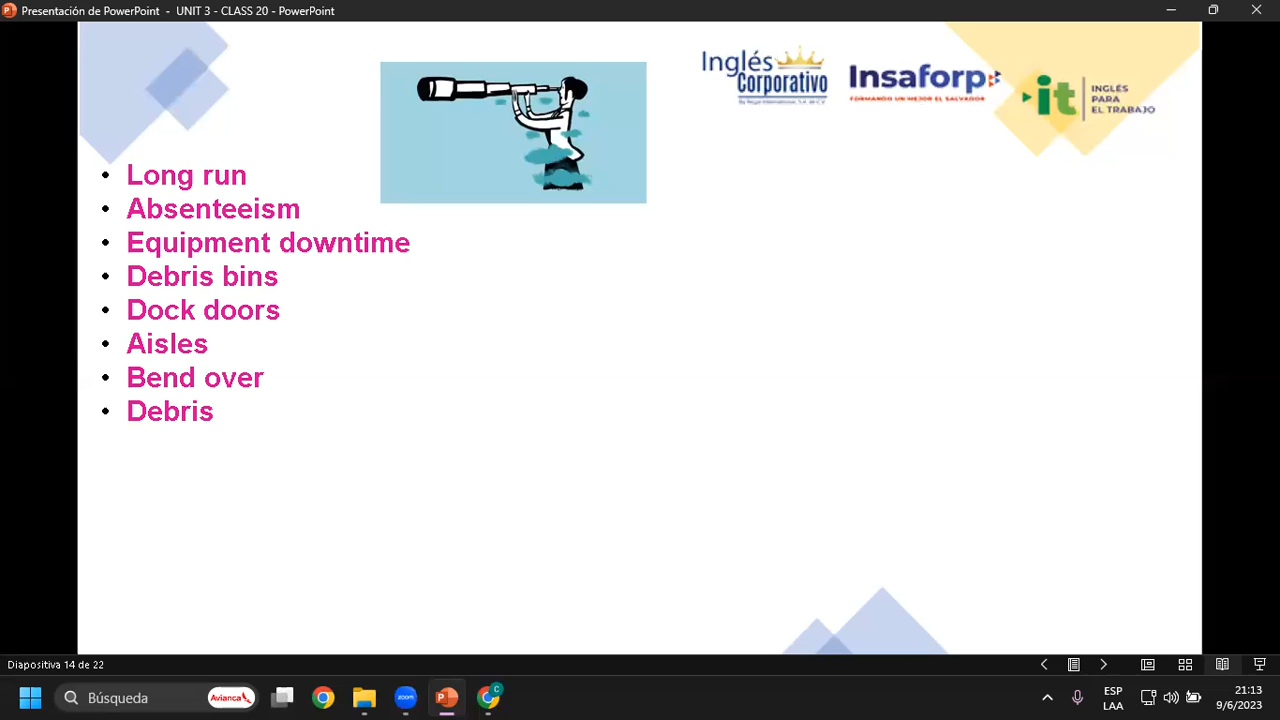 Presentación de PowerPoint - UNIT 3 - CLASS 20 - PowerPoint
Inglés
Corporativo
Insaforp
FORMANDO UN MEJOR EL SALVADOR
it
INGLÉS
PARA
EL TRABAJO
• Long run
• Absenteeism
• Equipment downtime
• Debris bins
• Dock doors
• Aisles
• Bend over
• Debris
Diapositiva 14 de 22
Búsqueda
Avianca
zoom
C
ESP
LAA
21:13
9/6/2023